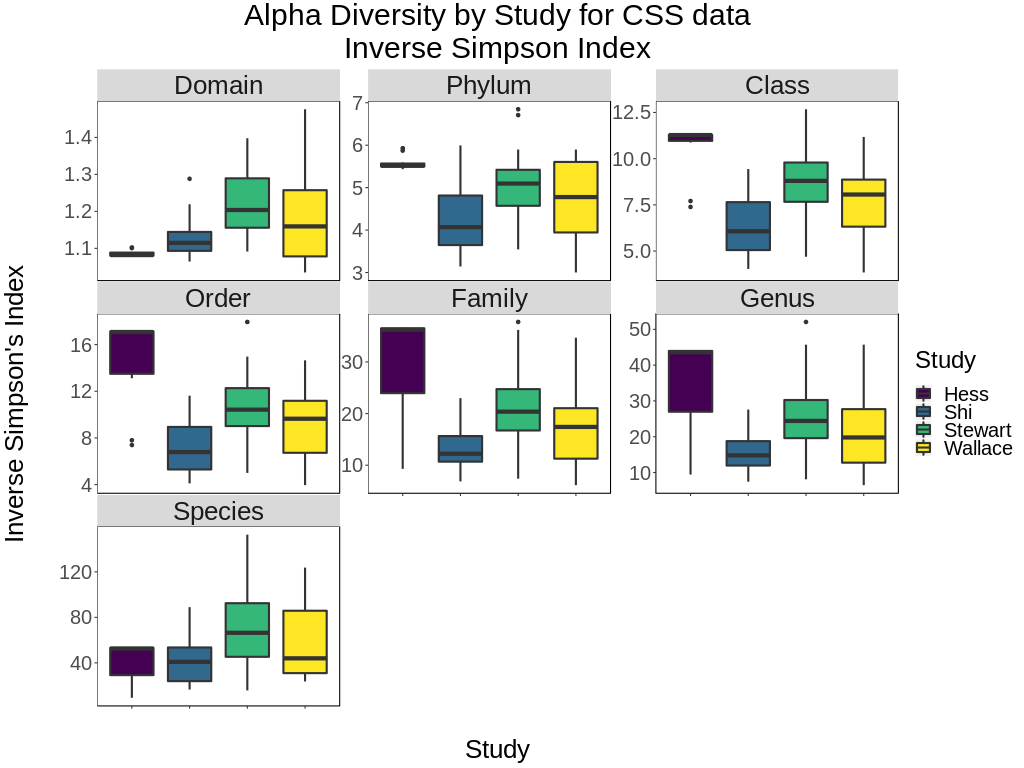 Alpha Diversity by Study for CSS data
Inverse Simpson Index
Domain
Phylum
Class
1.4
1.3
1.2
1.1
7
6
5
4
3
12.5
10.0
7.5
5.0
Order
Family
Genus
16
12
8
4
30
20
10
50
40
30
20
10
Species
120
80
40
Inverse Simpson's Index
Study
Study
Hess
Shi
Stewart
Wallace